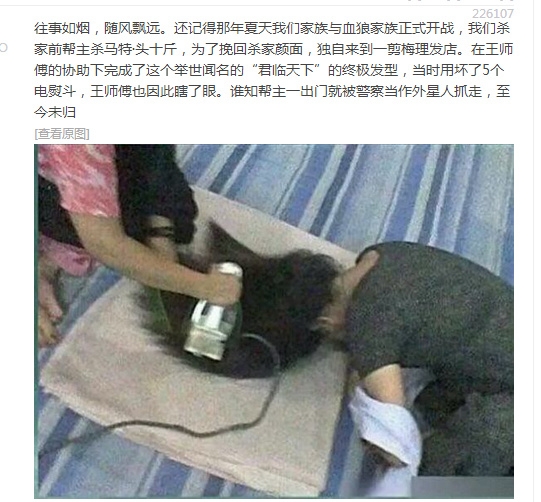 226107
往事如烟，随风飘远。还记得那年夏天我们家族与血狼家族正式开战，我们杀
家前帮主杀马特·头十斤，为了挽回杀家颜面，独自来到一剪梅理发店。在王师
傅的协助下完成了这个举世闻名的“君临天下”的终极发型，当时用坏了5个
电熨斗，王师傅也因此瞎了眼。谁知帮主一出门就被警察当作外星人抓走，至
今未归
[查看原图]